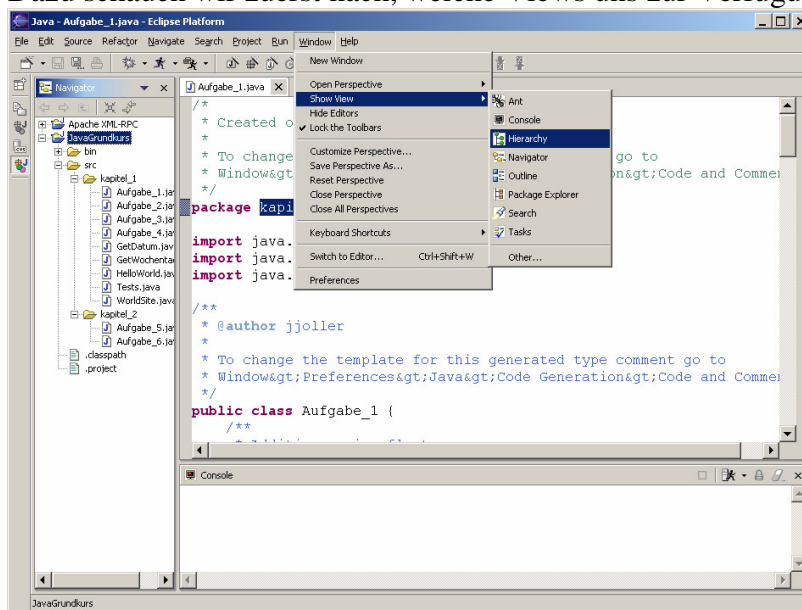 Dazu schauen wir zuerst nach, welche Views uns zur Verfügu
Java - Aufgabe_1.java - Eclipse Platform
File Edit Source Refactor Navigate Search Project Run Window Help
Navigator
Apache XML-RPC
JavaGrundkurs
bin
src
kapitel_1
Aufgabe_1.ja
Aufgabe_2.ja
Aufgabe_3.ja
Aufgabe_4.ja
GetDatum.jav
GetWochenta
HelloWorld.jav
Tests.java
WorldSite.java
kapitel_2
Aufgabe_5.ja
Aufgabe_6.ja
.classpath
.project
Aufgabe_1.java
/*
* Created o
*
* To change go to
* Window&gt on&gt;Code and Commen
*/
package kapi
import java.
import java.
import java.
/**
* @author jjoller
*
* To change the template for this generated type comment go to
* Window&gt;Preferences&gt;Java&gt;Code Generation&gt;Code and Commen
*/
public class Aufgabe_1 {
/**
New Window
Open Perspective
Show View
Hide Editors
Lock the Toolbars
Customize Perspective...
Save Perspective As...
Reset Perspective
Close Perspective
Close All Perspectives
Keyboard Shortcuts
Switch to Editor... Ctrl+Shift+W
Preferences
Ant
Console
Hierarchy
Navigator
Outline
Package Explorer
Search
Tasks
Other...
Console
JavaGrundkurs